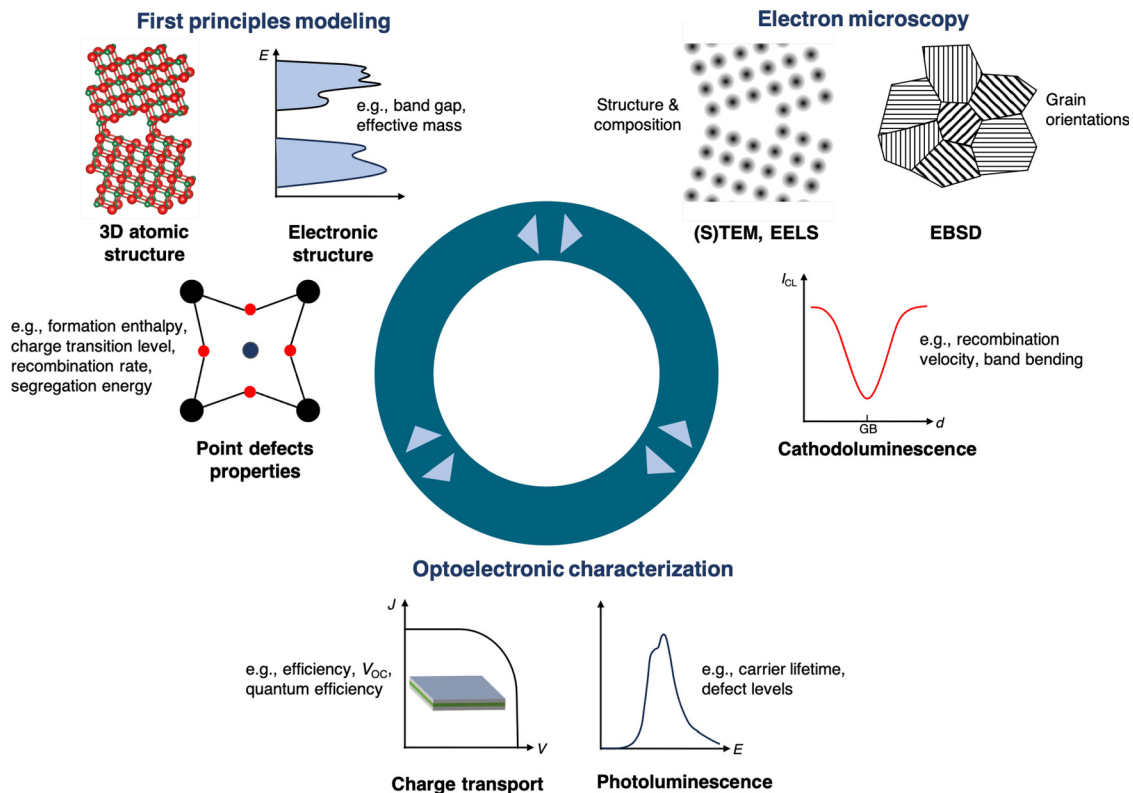 First principles modeling
E
e.g., band gap,
effective mass
3D atomic
structure
Electronic
structure
e.g., formation enthalpy,
charge transition level,
recombination rate,
segregation energy
Point defects
properties
Electron microscopy
Structure &
composition
Grain
orientations
(S)TEM, EELS
EBSD
I_CL
e.g., recombination
velocity, band bending
GB
d
Cathodoluminescence
Optoelectronic characterization
J
e.g., efficiency, V_OC,
quantum efficiency
V
Charge transport
e.g., carrier lifetime,
defect levels
E
Photoluminescence